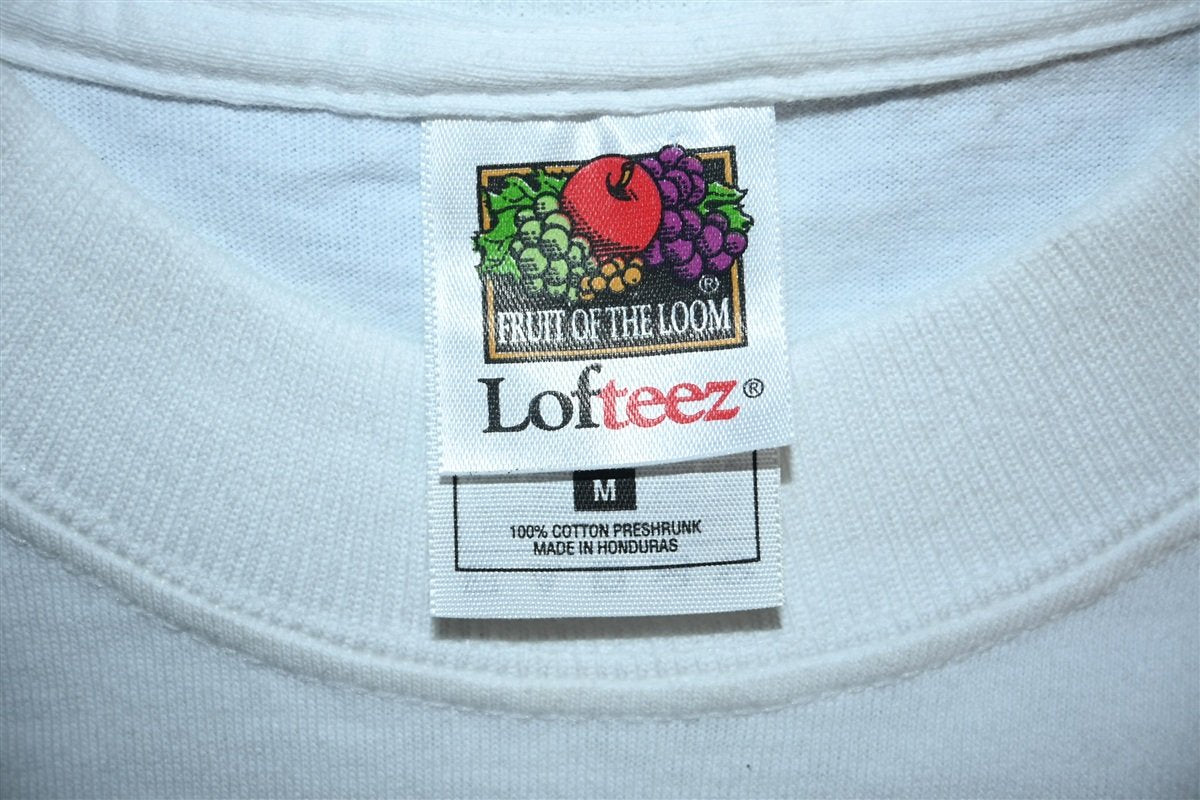 ®
FRUIT OF THE LOOM
Lofteez®
M
100% COTTON PRESHRUNK
MADE IN HONDURAS